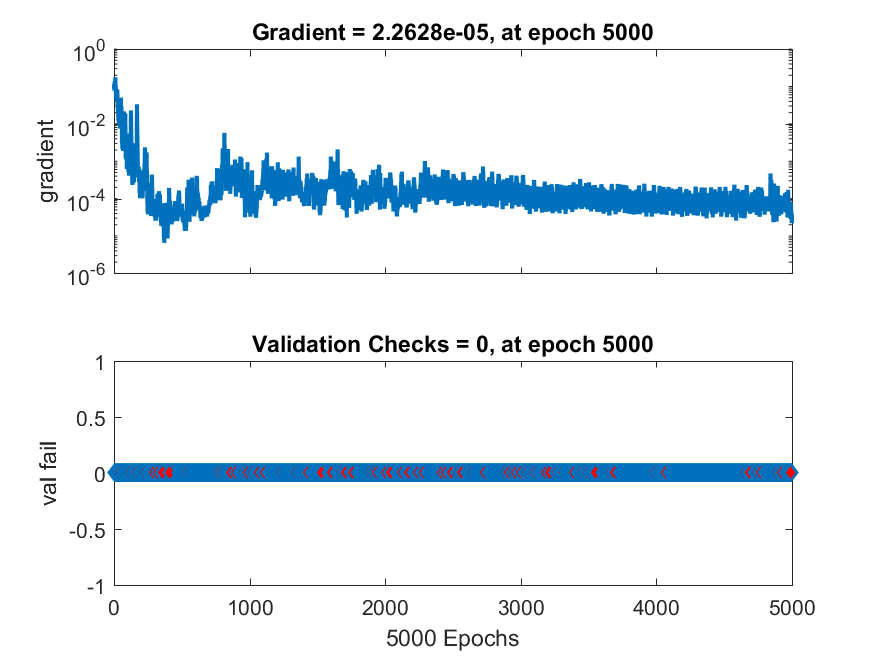 Gradient = 2.2628e-05, at epoch 5000
10^0
10^-2
10^-4
10^-6
gradient
Validation Checks = 0, at epoch 5000
1
0.5
0
-0.5
-1
val fail
0 1000 2000 3000 4000 5000
5000 Epochs